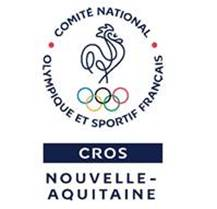 COMITÉ NATIONAL
OLYMPIQUE ET SPORTIF FRANÇAIS
CROS
NOUVELLE-
AQUITAINE